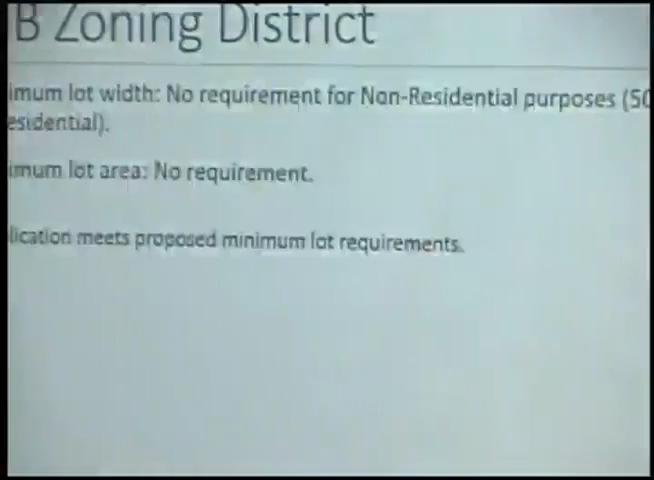 B Zoning District
imum lot width: No requirement for Non-Residential purposes (50
esidential).
imum lot area: No requirement.
lication meets proposed minimum lot requirements.